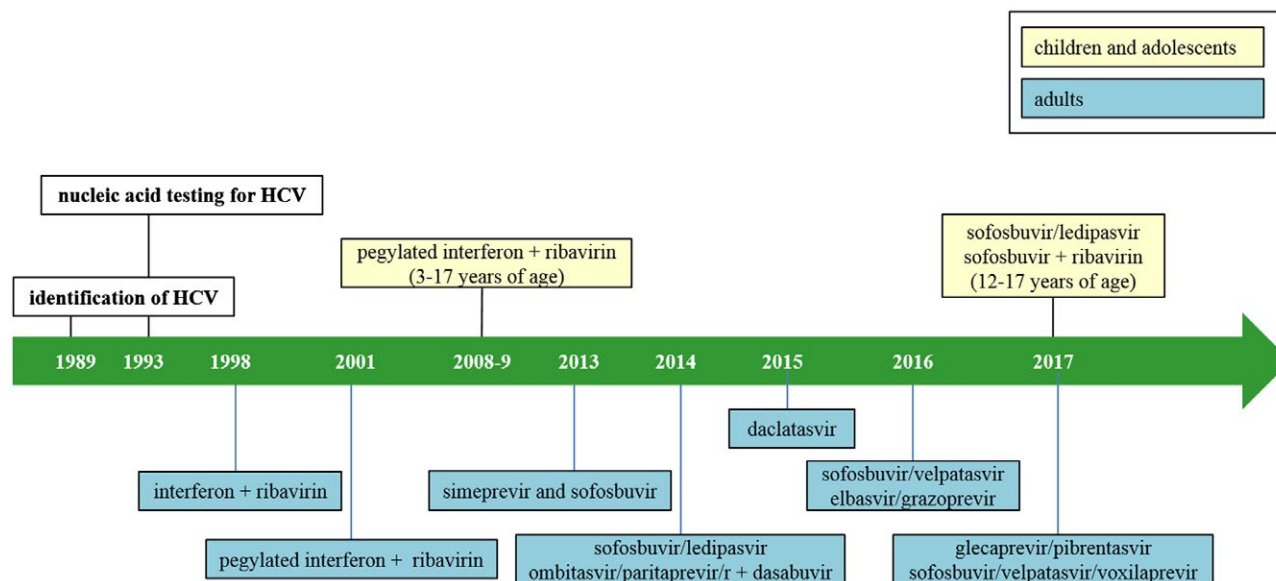 children and adolescents
adults
nucleic acid testing for HCV
identification of HCV
pegylated interferon + ribavirin
(3-17 years of age)
sofosbuvir/ledipasvir
sofosbuvir + ribavirin
(12-17 years of age)
1989 1993 1998 2001 2008-9 2013 2014 2015 2016 2017
daclatasvir
interferon + ribavirin
simeprevir and sofosbuvir
sofosbuvir/velpatasvir
elbasvir/grazoprevir
pegylated interferon + ribavirin
sofosbuvir/ledipasvir
ombitasvir/paritaprevir/r + dasabuvir
glecaprevir/pibrentasvir
sofosbuvir/velpatasvir/voxilaprevir